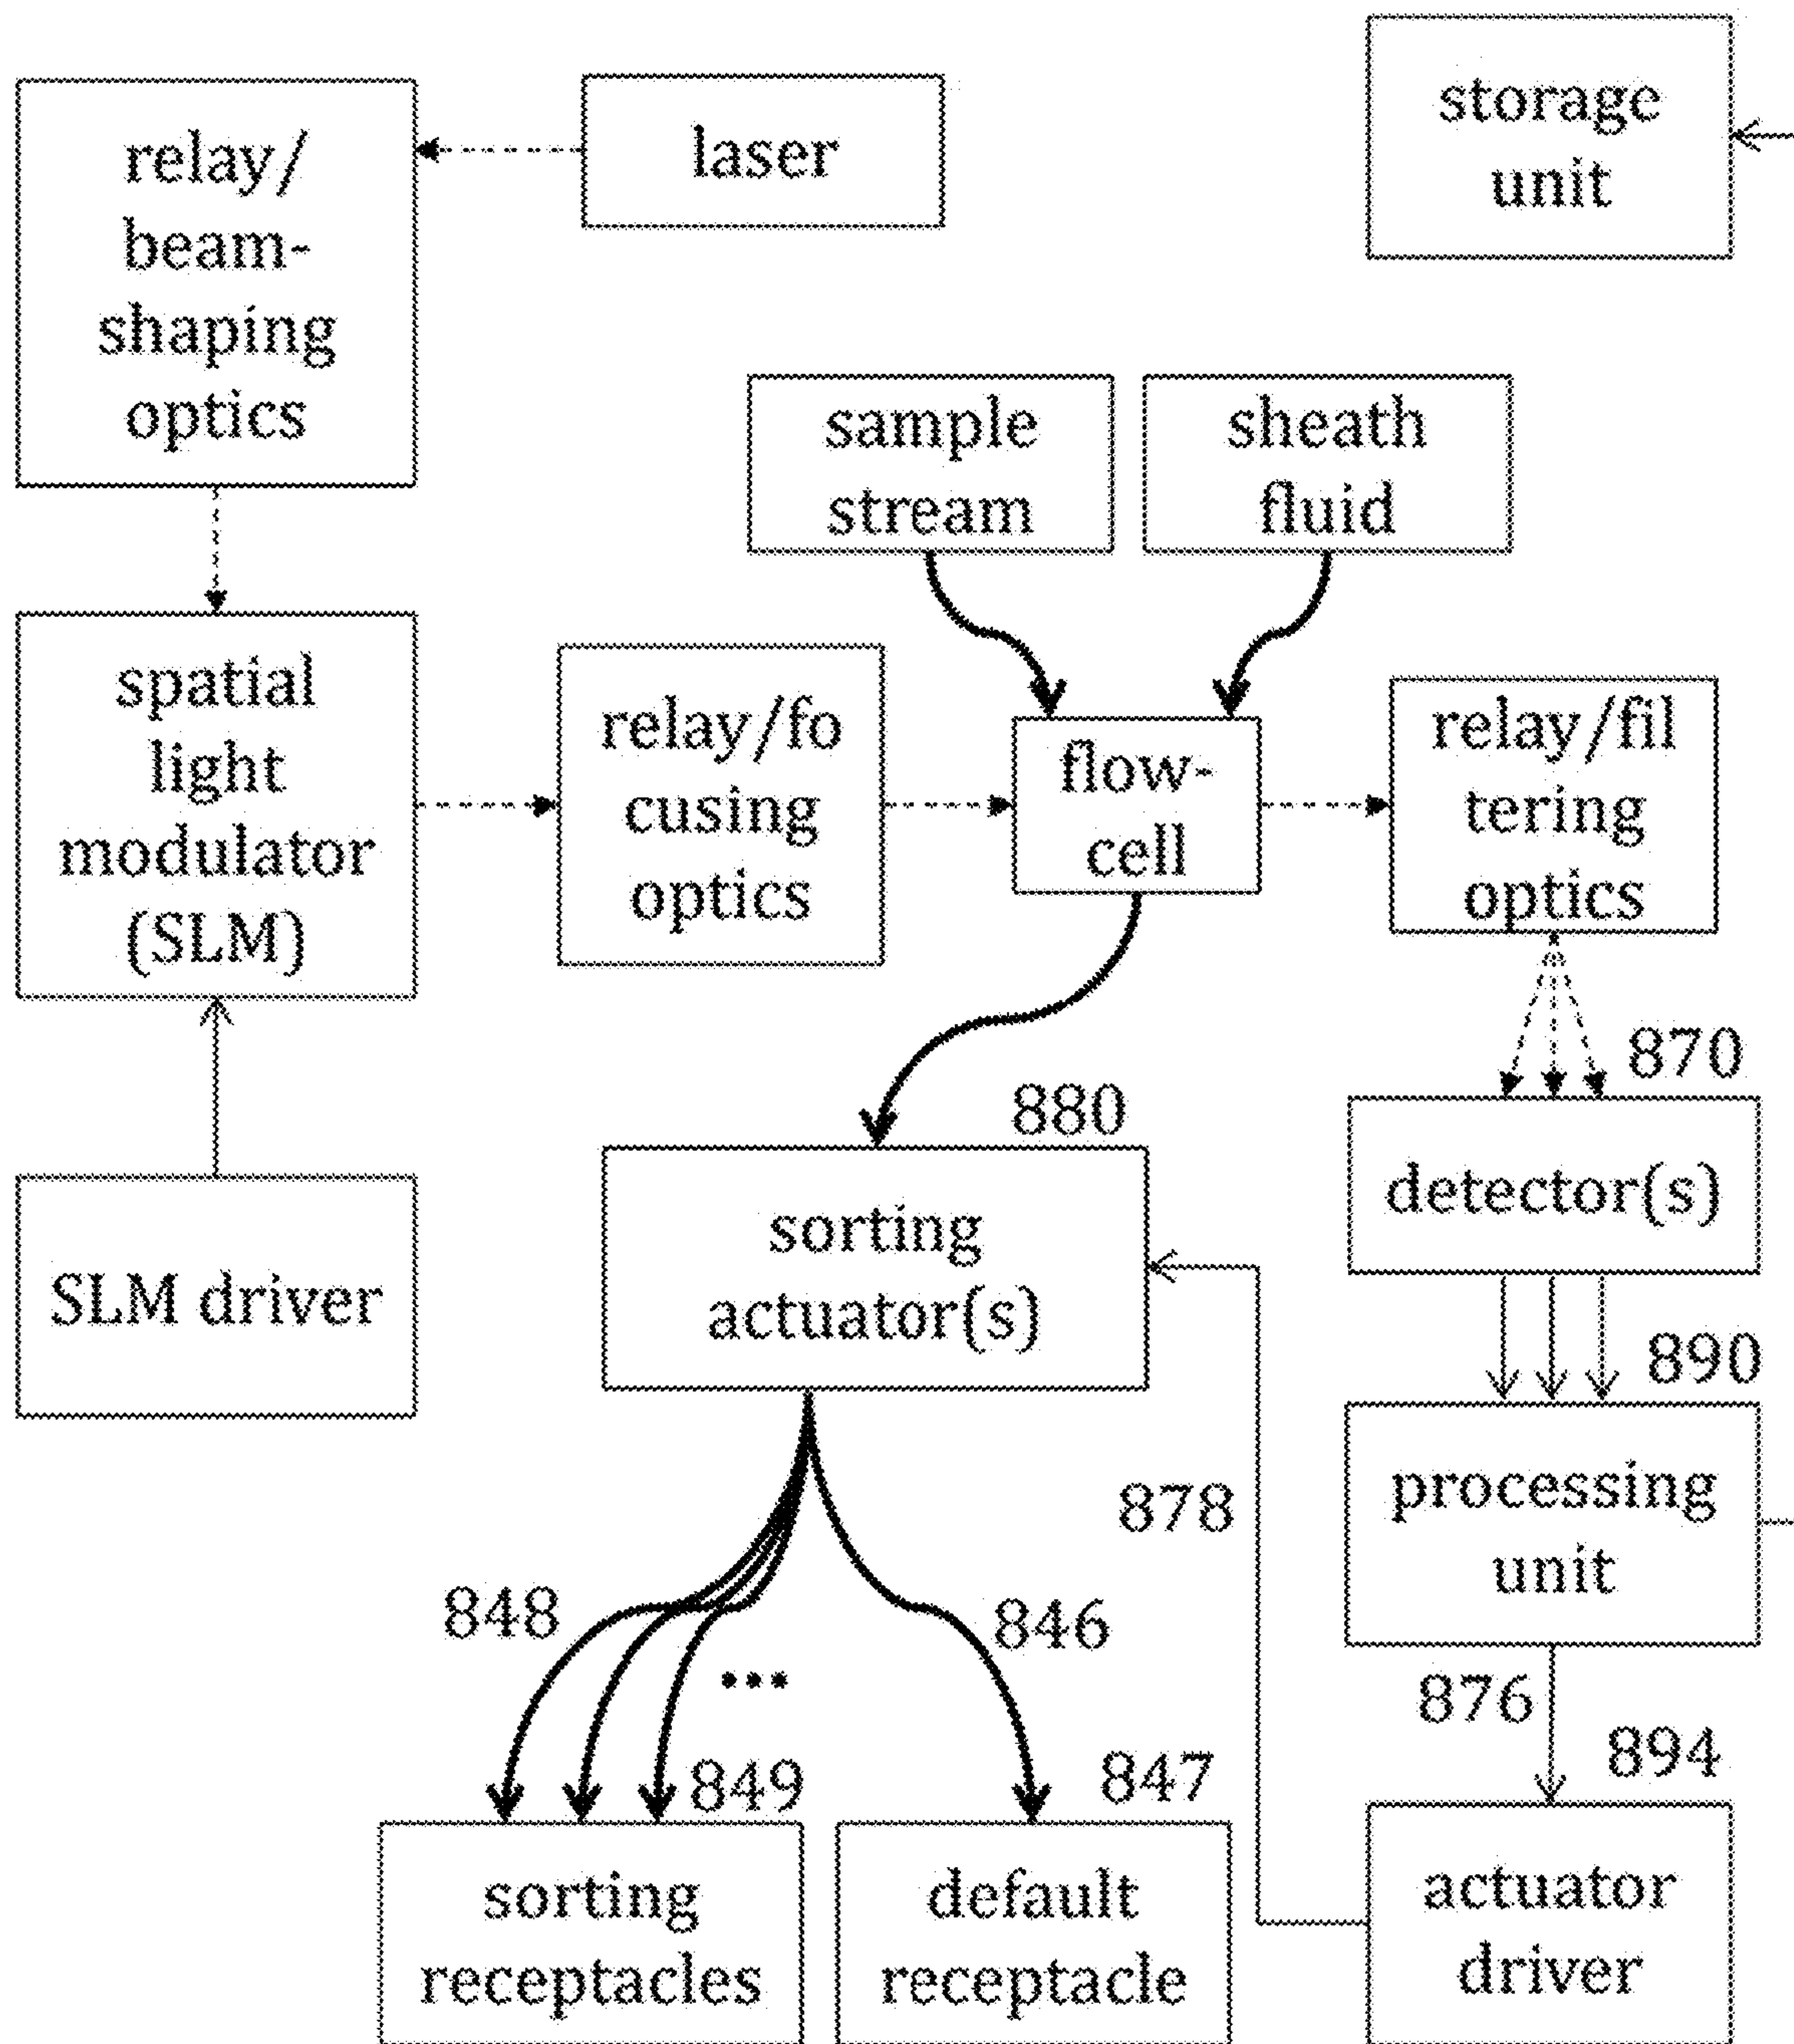 relay/
beam-
shaping
optics
laser
storage
unit
sample
stream
sheath
fluid
spatial
light
modulator
(SLM)
relay/fo
cusing
optics
flow-
cell
relay/fil
tering
optics
870
880
detector(s)
SLM driver
sorting
actuator(s)
890
processing
unit
878
848
846
876
894
849
847
sorting
receptacles
default
receptacle
actuator
driver